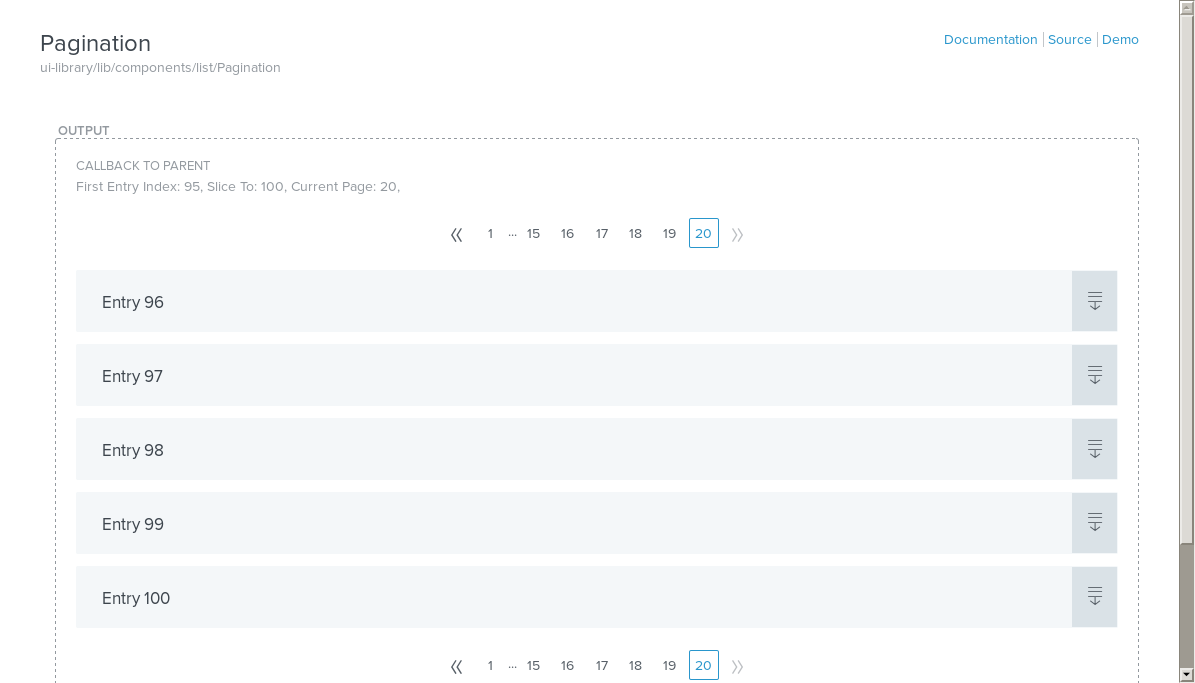 Pagination
Documentation Source Demo
ui-library/lib/components/list/Pagination
OUTPUT
CALLBACK TO PARENT
First Entry Index: 95, Slice To: 100, Current Page: 20,
« 1 ... 15 16 17 18 19 20 »
Entry 96
Entry 97
Entry 98
Entry 99
Entry 100
« 1 ... 15 16 17 18 19 20 »